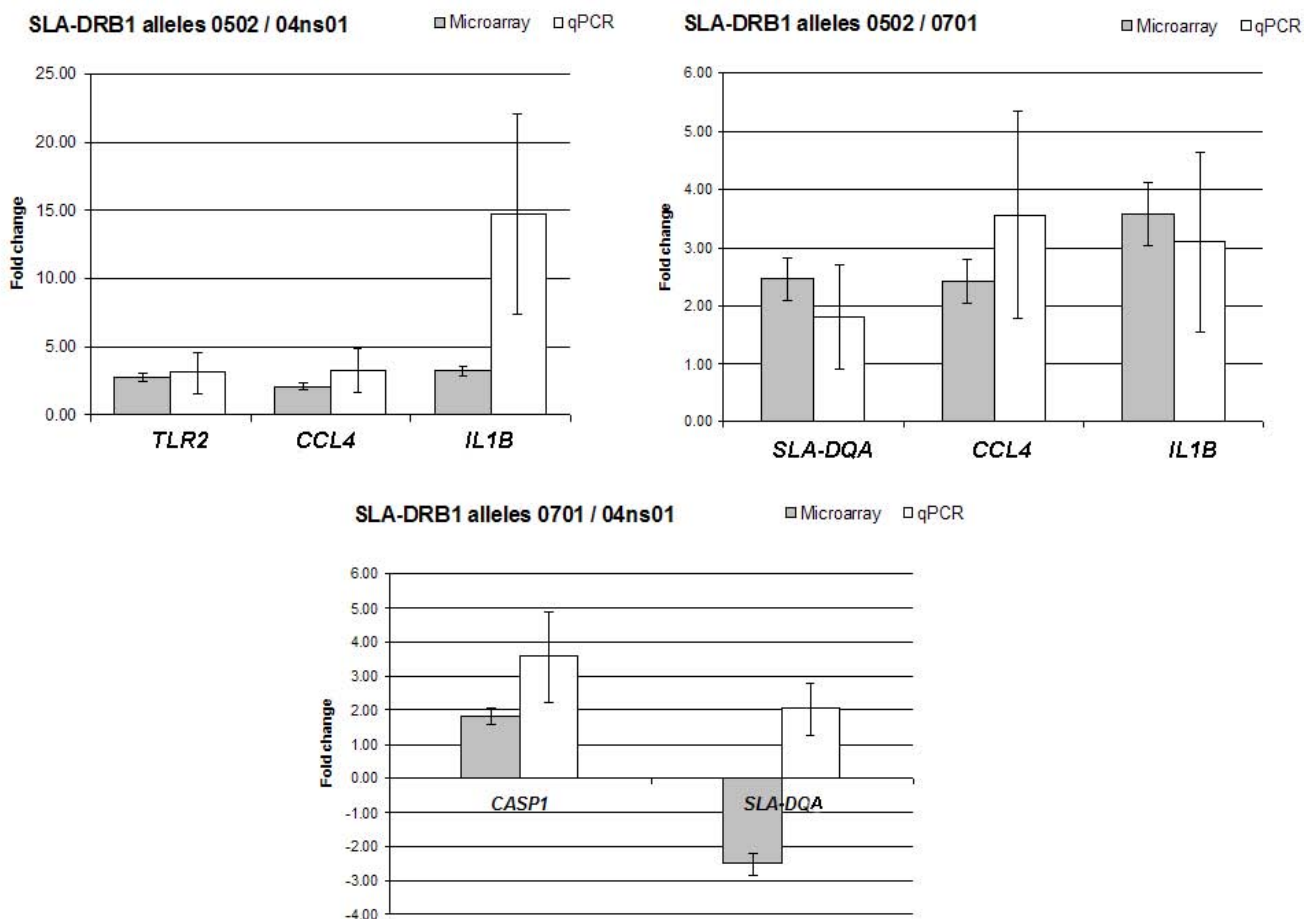 SLA-DRB1 alleles 0502 / 04ns01
Microarray qPCR
25.00
20.00
15.00
10.00
5.00
0.00
Fold change
TLR2 CCL4 IL1B
SLA-DRB1 alleles 0502 / 0701
Microarray qPCR
6.00
5.00
4.00
3.00
2.00
1.00
0.00
Fold change
SLA-DQA CCL4 IL1B
SLA-DRB1 alleles 0701 / 04ns01
Microarray qPCR
6.00
5.00
4.00
3.00
2.00
1.00
0.00
-1.00
-2.00
-3.00
-4.00
Fold change
CASP1 SLA-DQA